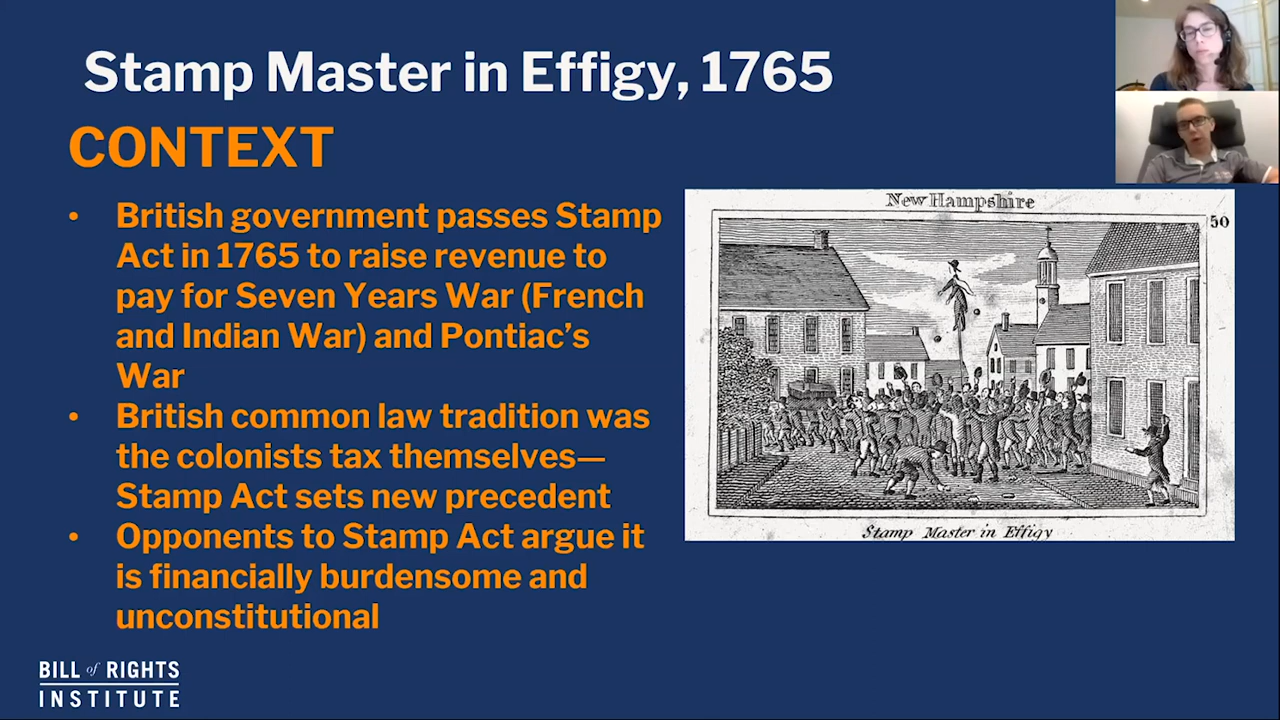 Stamp Master in Effigy, 1765
CONTEXT
• British government passes Stamp
Act in 1765 to raise revenue to
pay for Seven Years War (French
and Indian War) and Pontiac’s
War
• British common law tradition was
the colonists tax themselves—
Stamp Act sets new precedent
• Opponents to Stamp Act argue it
is financially burdensome and
unconstitutional
New Hampshire
50
Stamp Master in Effigy
BILL of RIGHTS
INSTITUTE